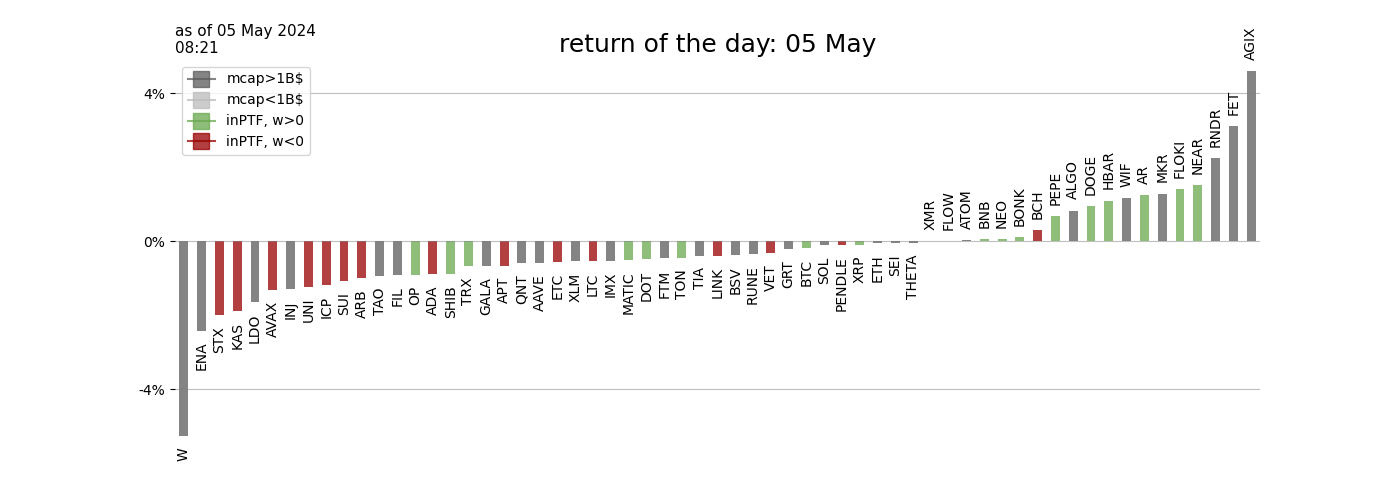 as of 05 May 2024
08:21
return of the day: 05 May
mcap>1B$
mcap<1B$
inPTF, w>0
inPTF, w<0
4%
0%
-4%
W
ENA
STX
KAS
LDO
AVAX
INJ
UNI
ICP
SUI
ARB
TAO
FIL
OP
ADA
SHIB
TRX
GALA
APT
QNT
AAVE
ETC
XLM
LTC
IMX
MATIC
DOT
FTM
TON
TIA
LINK
BSV
RUNE
VET
GRT
BTC
SOL
PENDLE
XRP
ETH
SEI
THETA
XMR
FLOW
ATOM
BNB
NEO
BONK
BCH
PEPE
ALGO
DOGE
HBAR
WIF
AR
MKR
FLOKI
NEAR
RNDR
FET
AGIX